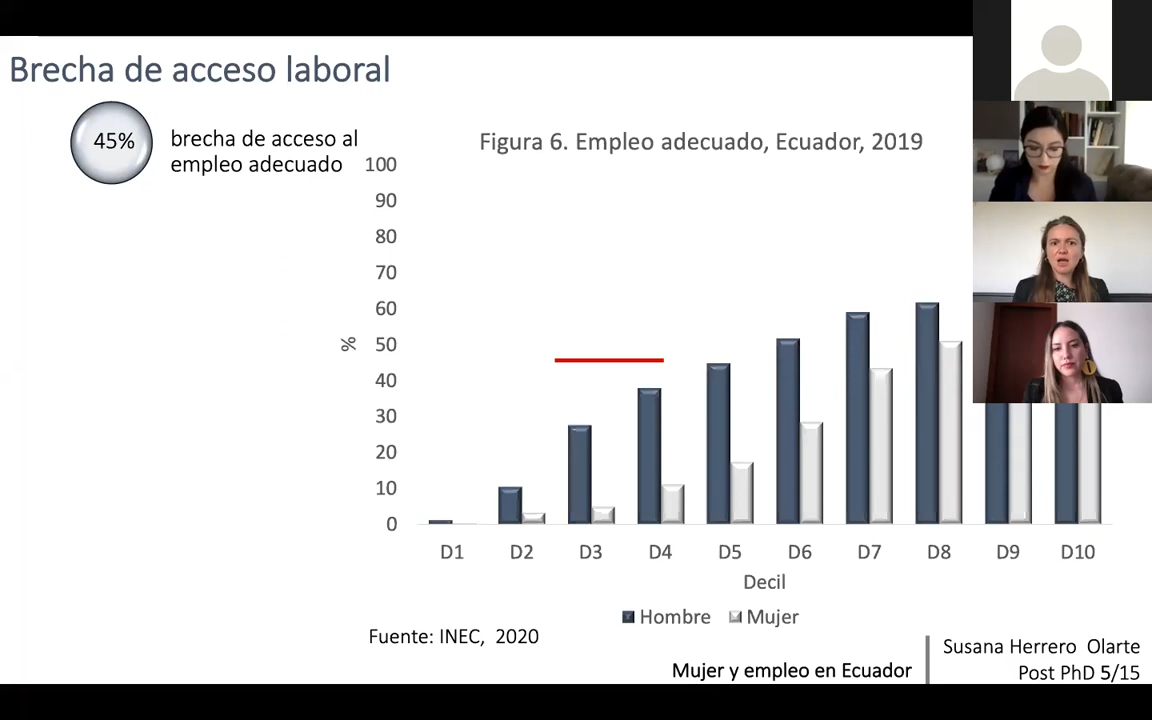 Brecha de acceso laboral
45%
brecha de acceso al
empleo adecuado
Figura 6. Empleo adecuado, Ecuador, 2019
100
90
80
70
60
50
40
30
20
10
0
%
D1 D2 D3 D4 D5 D6 D7 D8 D9 D10
Decil
Hombre Mujer
Fuente: INEC, 2020
Mujer y empleo en Ecuador
Susana Herrero Olarte
Post PhD 5/15